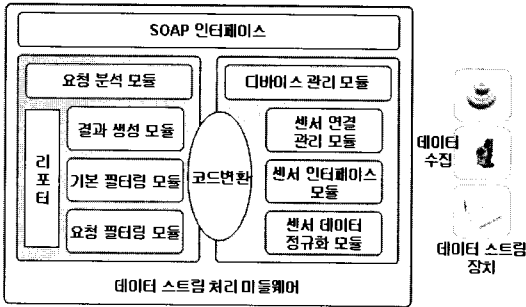 SOAP 인터페이스
요청 분석 모듈
디바이스 관리 모듈
리포터
결과 생성 모듈
기본 필터링 모듈
요청 필터링 모듈
코드변환
센서 연결
관리 모듈
센서 인터페이스
모듈
센서 데이터
정규화 모듈
데이터 스트림 처리 미들웨어
데이터
수집
데이터 스트림
장치